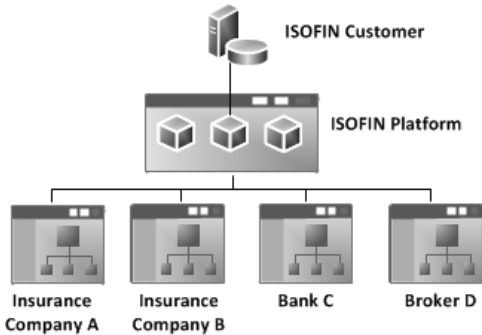 ISOFIN Customer
ISOFIN Platform
Insurance
Company A
Insurance
Company B
Bank C
Broker D